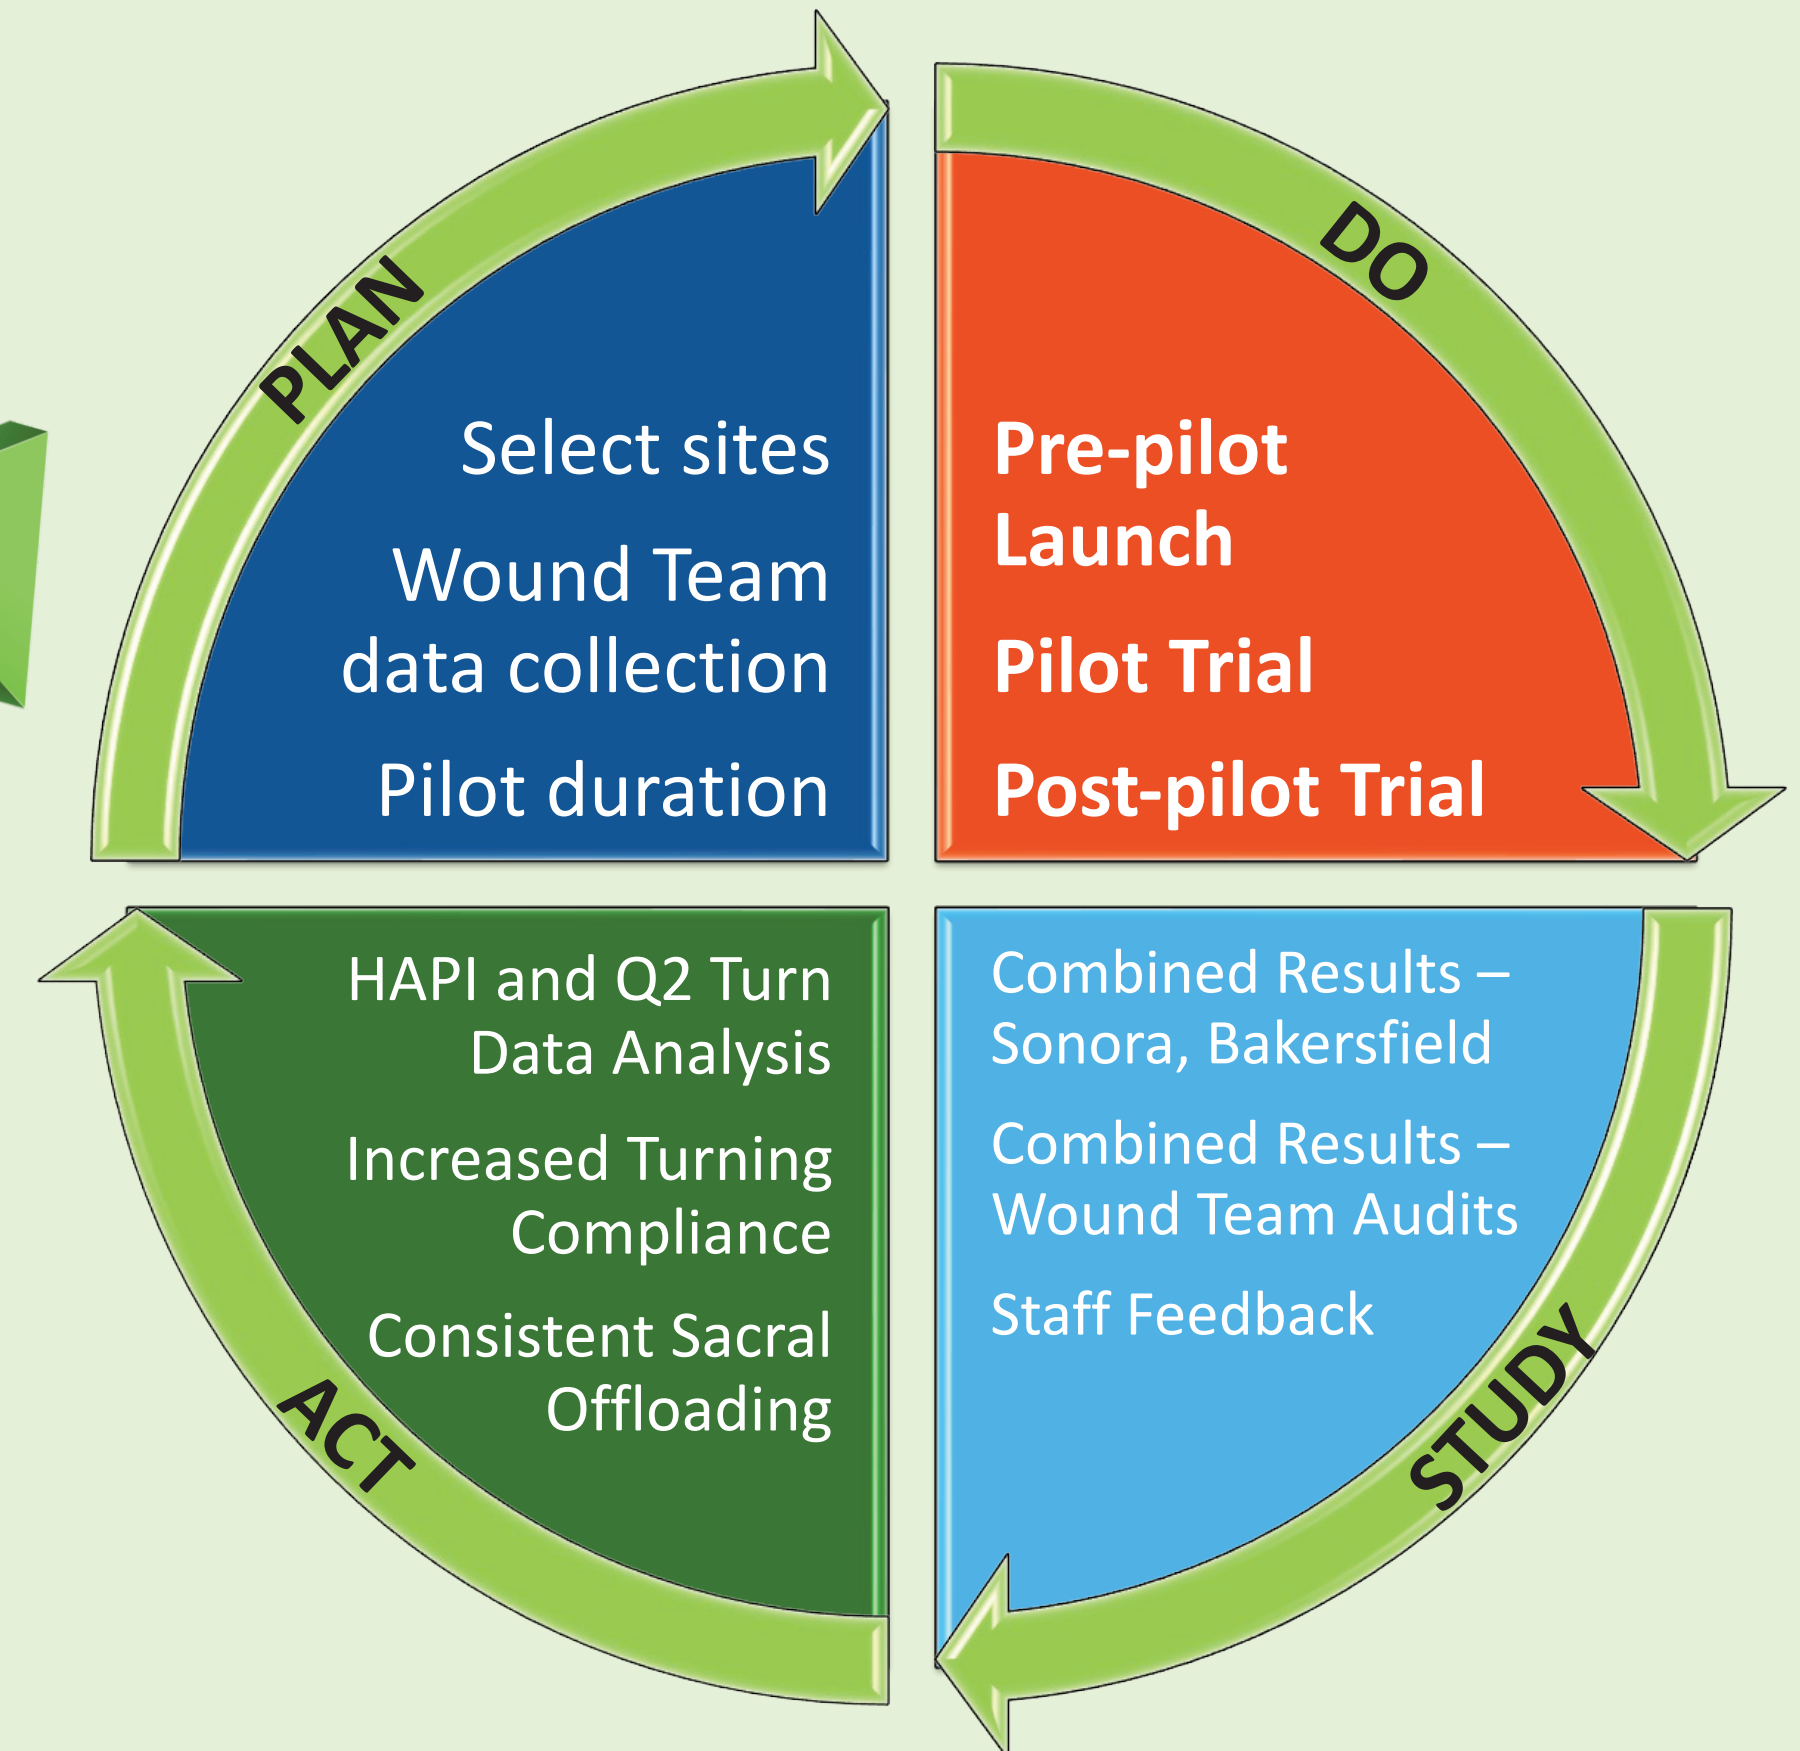 PLAN
Select sites
Wound Team
data collection
Pilot duration
DO
Pre-pilot
Launch
Pilot Trial
Post-pilot Trial
STUDY
Combined Results –
Sonora, Bakersfield
Combined Results –
Wound Team Audits
Staff Feedback
ACT
HAPI and Q2 Turn
Data Analysis
Increased Turning
Compliance
Consistent Sacral
Offloading